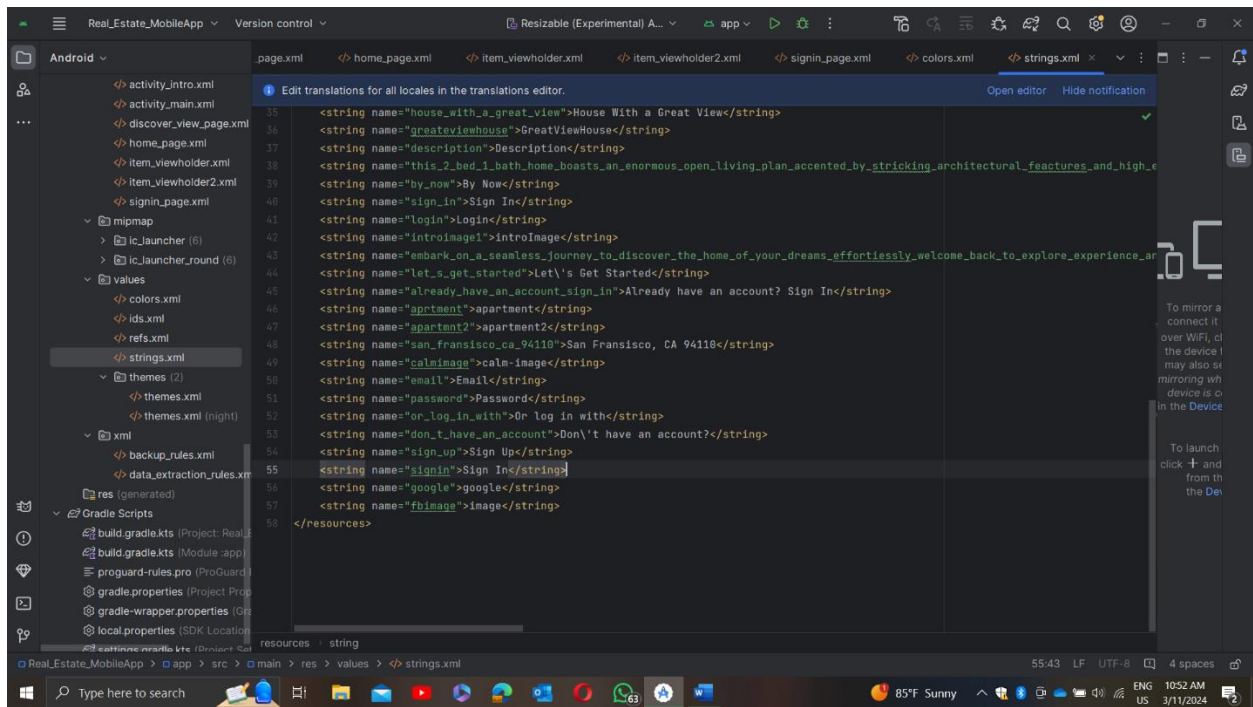 Real_Estate_MobileApp
Version control
Resizable (Experimental) A...
app
Android
_page.xml
home_page.xml
item_viewholder.xml
item_viewholder2.xml
signin_page.xml
colors.xml
strings.xml
activity_intro.xml
activity_main.xml
discover_view_page.xml
home_page.xml
item_viewholder.xml
item_viewholder2.xml
signin_page.xml
mipmap
ic_launcher (6)
ic_launcher_round (6)
values
colors.xml
ids.xml
refs.xml
strings.xml
themes (2)
themes.xml
themes.xml (night)
xml
backup_rules.xml
data_extraction_rules.xm
res (generated)
Gradle Scripts
build.gradle.kts (Project: Real_E
build.gradle.kts (Module :app)
proguard-rules.pro (ProGuard
gradle.properties (Project Prop
gradle-wrapper.properties (Gra
local.properties (SDK Location
settings.gradle.kts (Project Set
Edit translations for all locales in the translations editor.
Open editor Hide notification
35 <string name="house_with_a_great_view">House With a Great View</string>
36 <string name="greateviewhouse">GreatViewHouse</string>
37 <string name="description">Description</string>
38 <string name="this_2_bed_1_bath_home_boasts_an_enormous_open_living_plan_accented_by_stricking_architectural_feactures_and_high_e
39 <string name="by_now">By Now</string>
40 <string name="sign_in">Sign In</string>
41 <string name="login">Login</string>
42 <string name="introimage1">introImage</string>
43 <string name="embark_on_a_seamless_journey_to_discover_the_home_of_your_dreams_effortiessly_welcome_back_to_explore_experience_an
44 <string name="let_s_get_started">Let\'s Get Started</string>
45 <string name="already_have_an_account_sign_in">Already have an account? Sign In</string>
46 <string name="aprtment">apartment</string>
47 <string name="apartmnt2">apartment2</string>
48 <string name="san_fransisco_ca_94110">San Fransisco, CA 94110</string>
49 <string name="calmimage">calm-image</string>
50 <string name="email">Email</string>
51 <string name="password">Password</string>
52 <string name="or_log_in_with">Or log in with</string>
53 <string name="don_t_have_an_account">Don\'t have an account?</string>
54 <string name="sign_up">Sign Up</string>
55 <string name="signin">Sign In</string>
56 <string name="google">google</string>
57 <string name="fbimage">image</string>
58 </resources>
To mirror a
connect it
over WiFi, cl
the device
may also se
mirroring wh
device is c
in the Device
To launch
click + and
from th
the Dev
resources › string
Real_Estate_MobileApp > app > src > main > res > values > strings.xml
55:43 LF UTF-8 4 spaces
Type here to search
63
85°F Sunny
ENG
US
10:52 AM
3/11/2024
2